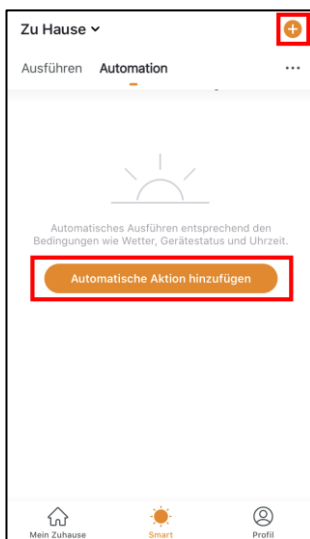 Zu Hause
Ausführen Automation
Automatisches Ausführen entsprechend den
Bedingungen wie Wetter, Gerätestatus und Uhrzeit.
Automatische Aktion hinzufügen
Mein Zuhause Smart Profil